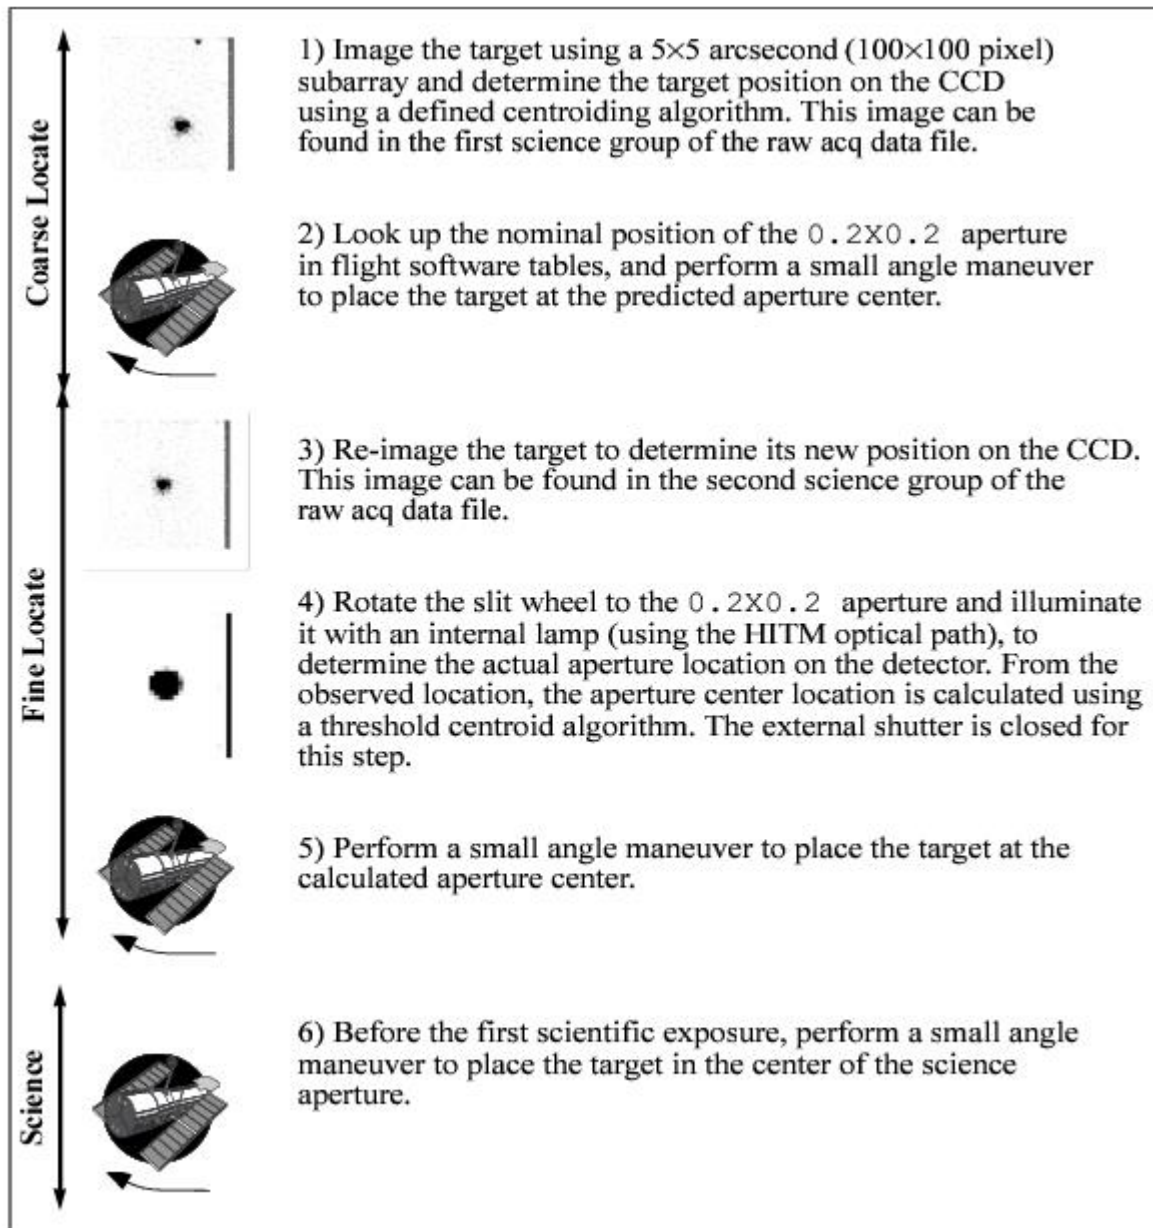 Coarse Locate
1) Image the target using a 5×5 arcsecond (100×100 pixel)
subarray and determine the target position on the CCD
using a defined centroiding algorithm. This image can be
found in the first science group of the raw acq data file.
2) Look up the nominal position of the 0.2X0.2 aperture
in flight software tables, and perform a small angle maneuver
to place the target at the predicted aperture center.
Fine Locate
3) Re-image the target to determine its new position on the CCD.
This image can be found in the second science group of the
raw acq data file.
4) Rotate the slit wheel to the 0.2X0.2 aperture and illuminate
it with an internal lamp (using the HITM optical path), to
determine the actual aperture location on the detector. From the
observed location, the aperture center location is calculated using
a threshold centroid algorithm. The external shutter is closed for
this step.
5) Perform a small angle maneuver to place the target at the
calculated aperture center.
Science
6) Before the first scientific exposure, perform a small angle
maneuver to place the target in the center of the science
aperture.